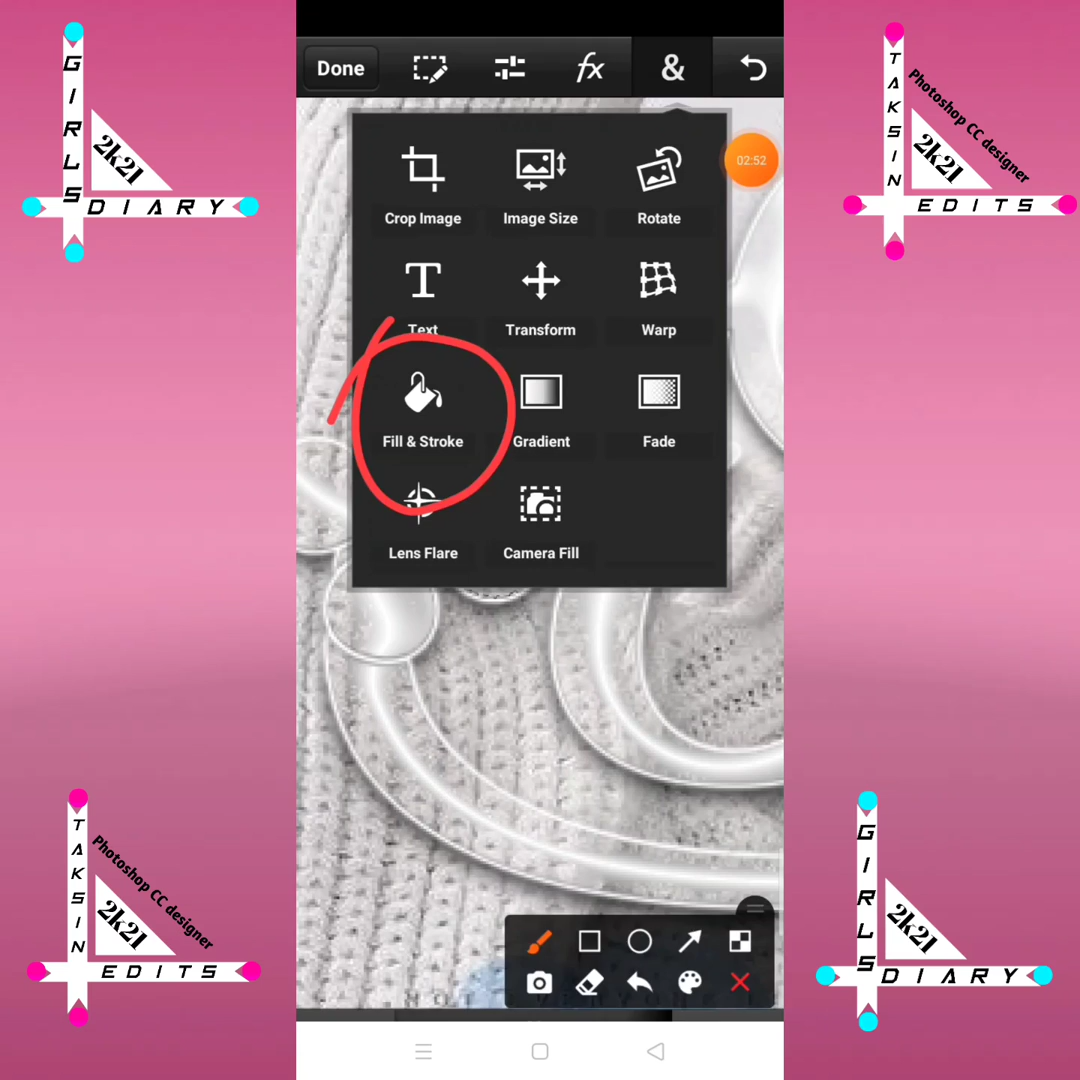 GIRLS
2k21
DIARY
TAKSIN
Photoshop CC designer
2k21
EDITS
Done
fx
&
02:52
Crop Image
Image Size
Rotate
T
Text
Transform
Warp
Fill & Stroke
Gradient
Fade
Lens Flare
Camera Fill
TAKSIN
Photoshop CC designer
2k21
EDITS
GIRLS
2k21
DIARY